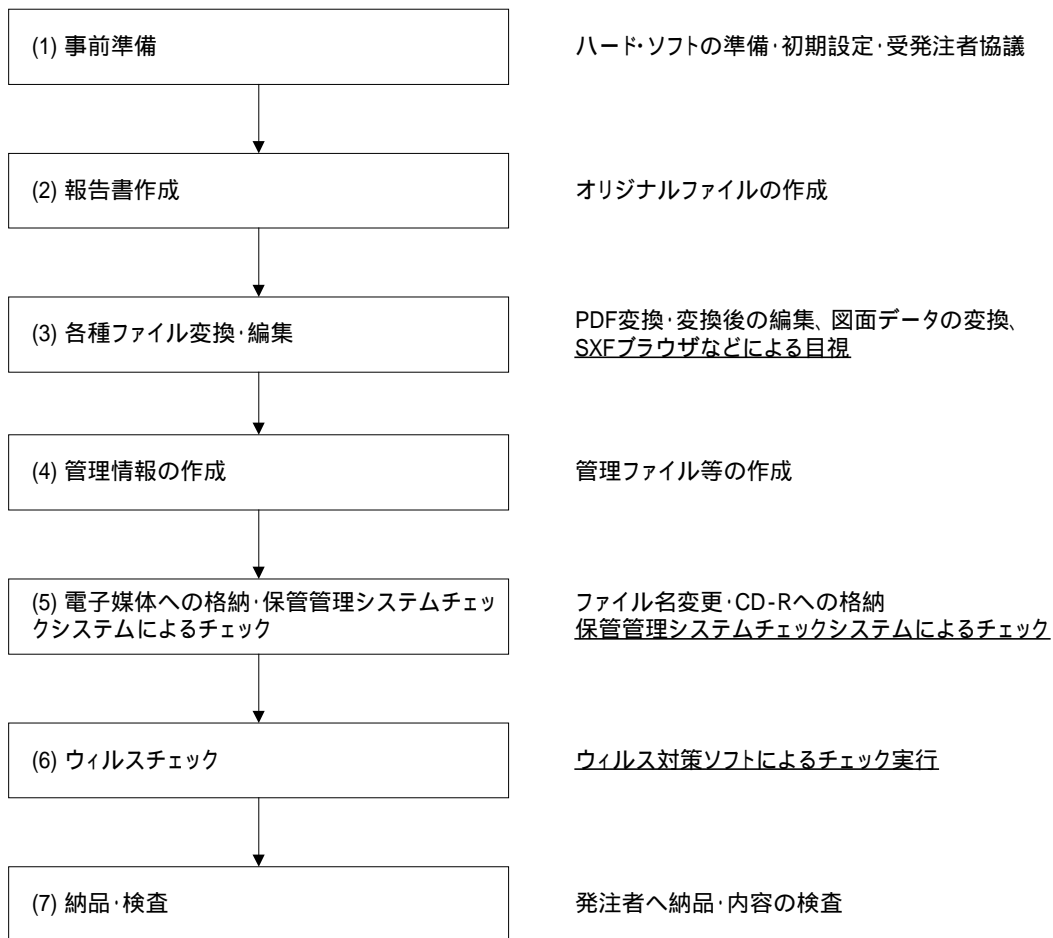 (1) 事前準備
ハード・ソフトの準備・初期設定・受発注者協議
(2) 報告書作成
オリジナルファイルの作成
(3) 各種ファイル変換・編集
PDF変換・変換後の編集、図面データの変換、
SXFブラウザなどによる目視
(4) 管理情報の作成
管理ファイル等の作成
(5) 電子媒体への格納・保管管理システムチェッ
クシステムによるチェック
ファイル名変更・CD-Rへの格納
保管管理システムチェックシステムによるチェック
(6) ウィルスチェック
ウィルス対策ソフトによるチェック実行
(7) 納品・検査
発注者へ納品・内容の検査